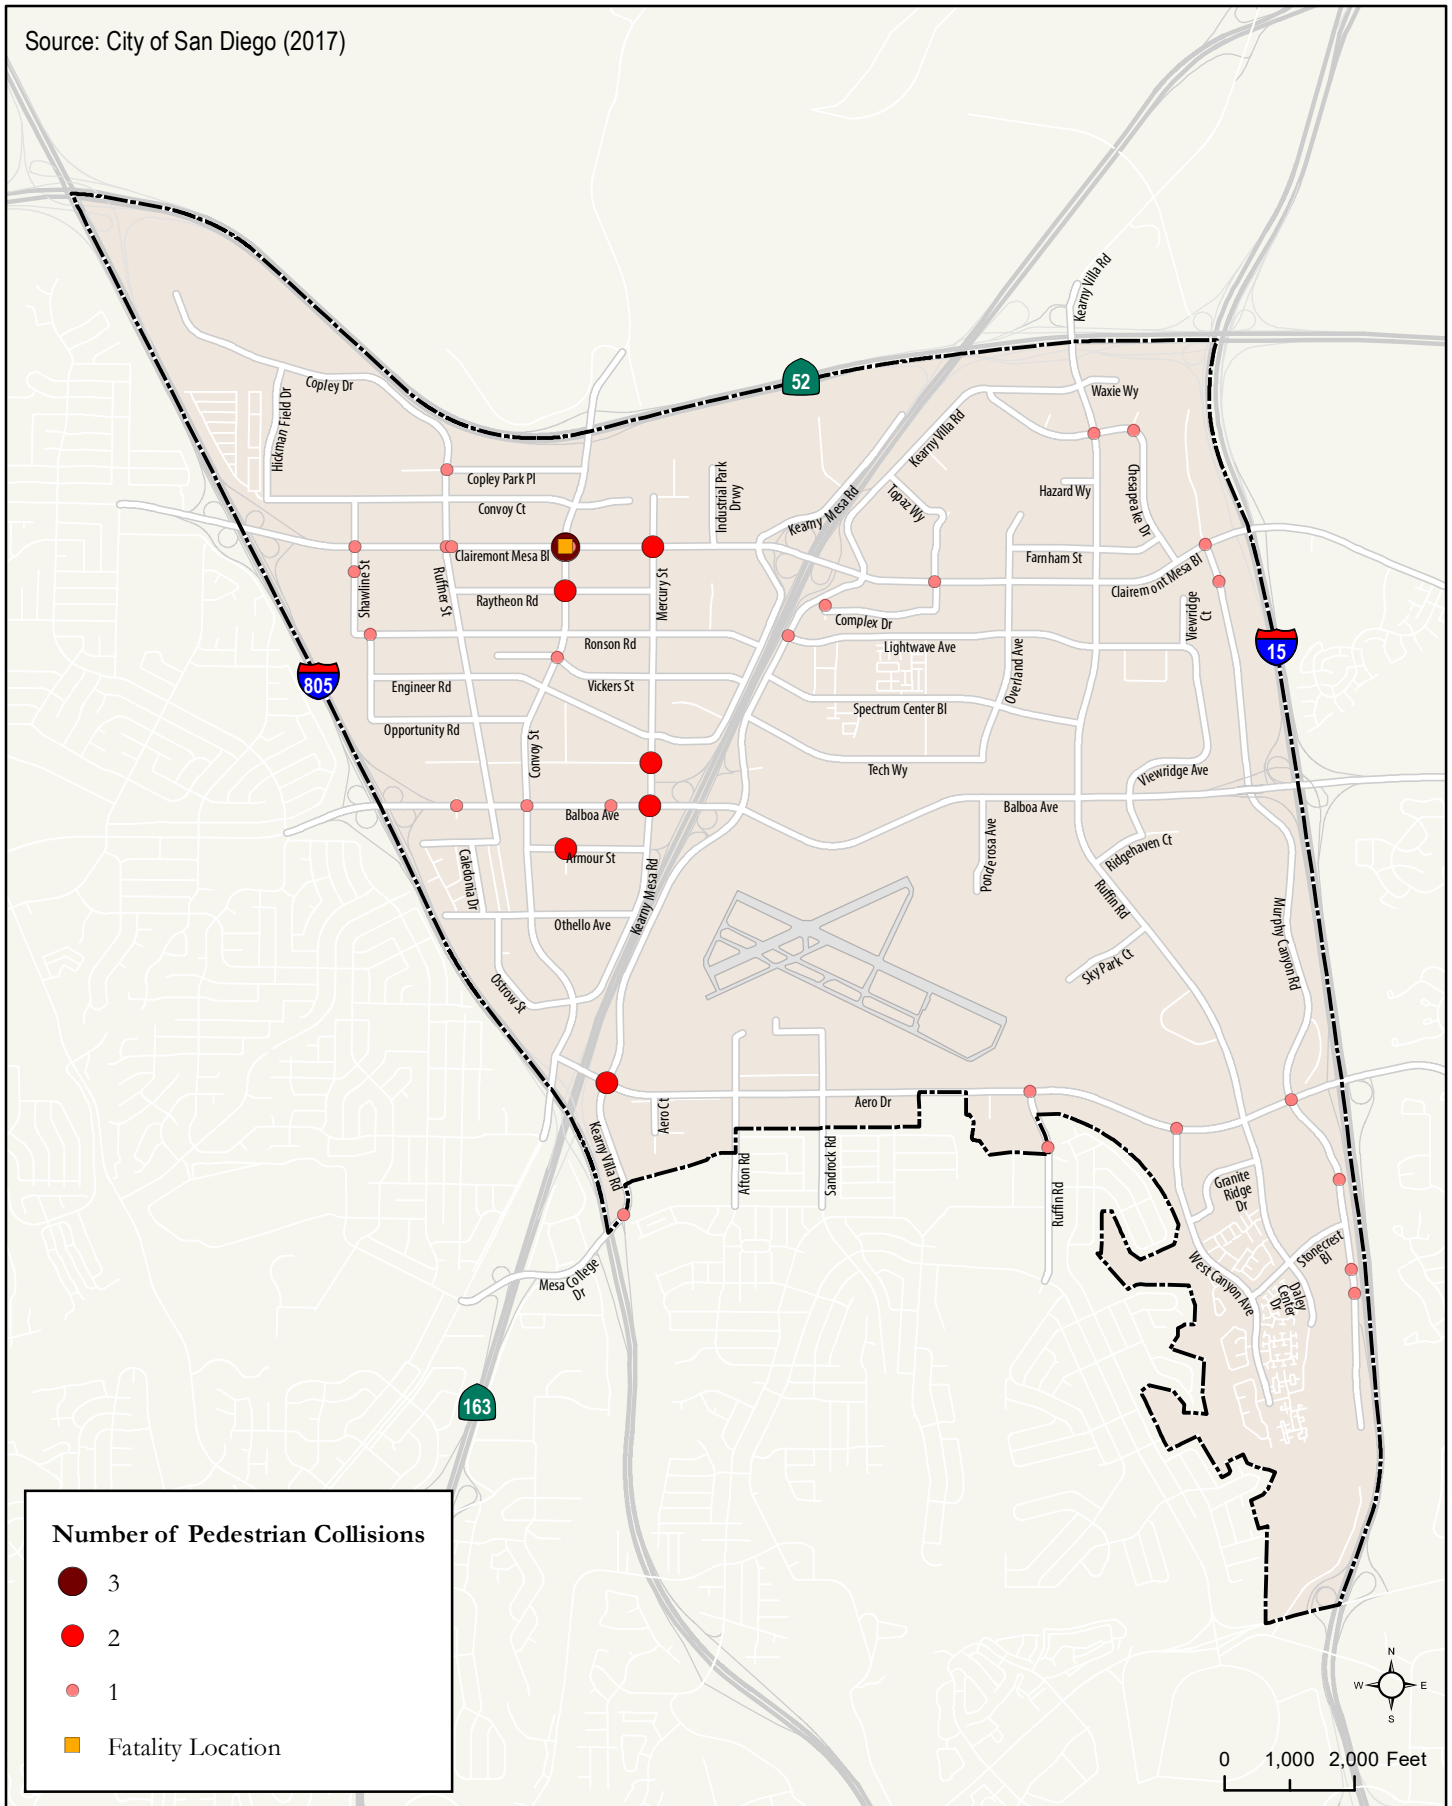 Source: City of San Diego (2017)
Kearny Villa Rd
52
Copley Dr
Hickman Field Dr
Waxie Wy
Kearny Villa Rd
Copley Park Pl
Convoy Ct
Industrial Park
Drwy
Kearny Mesa Rd
Topaz Wy
Hazard Wy
Chesapeake Dr
Clairemont Mesa Bl
Farnham St
Clairemont Mesa Bl
Shawline St
Ruffner St
Raytheon Rd
Mercury St
Complex Dr
Viewridge
Ct
Ronson Rd
Lightwave Ave
15
805
Engineer Rd
Vickers St
Overland Ave
Spectrum Center Bl
Opportunity Rd
Convoy St
Tech Wy
Viewridge Ave
Balboa Ave
Balboa Ave
Armour St
Caledonia Dr
Kearny Mesa Rd
Ponderosa Ave
Ridgehaven Ct
Ruffin Rd
Othello Ave
Murphy Canyon Rd
Sky Park Ct
Ostrow St
Aero Ct
Aero Dr
Kearny Villa Rd
Afton Rd
Sandrock Rd
Ruffin Rd
Granite
Ridge
Dr
Stonecrest
Bl
West Canyon Ave
Daley
Center
Dr
Mesa College
Dr
163
Number of Pedestrian Collisions
3
2
1
Fatality Location
N
W E
S
0 1,000 2,000 Feet